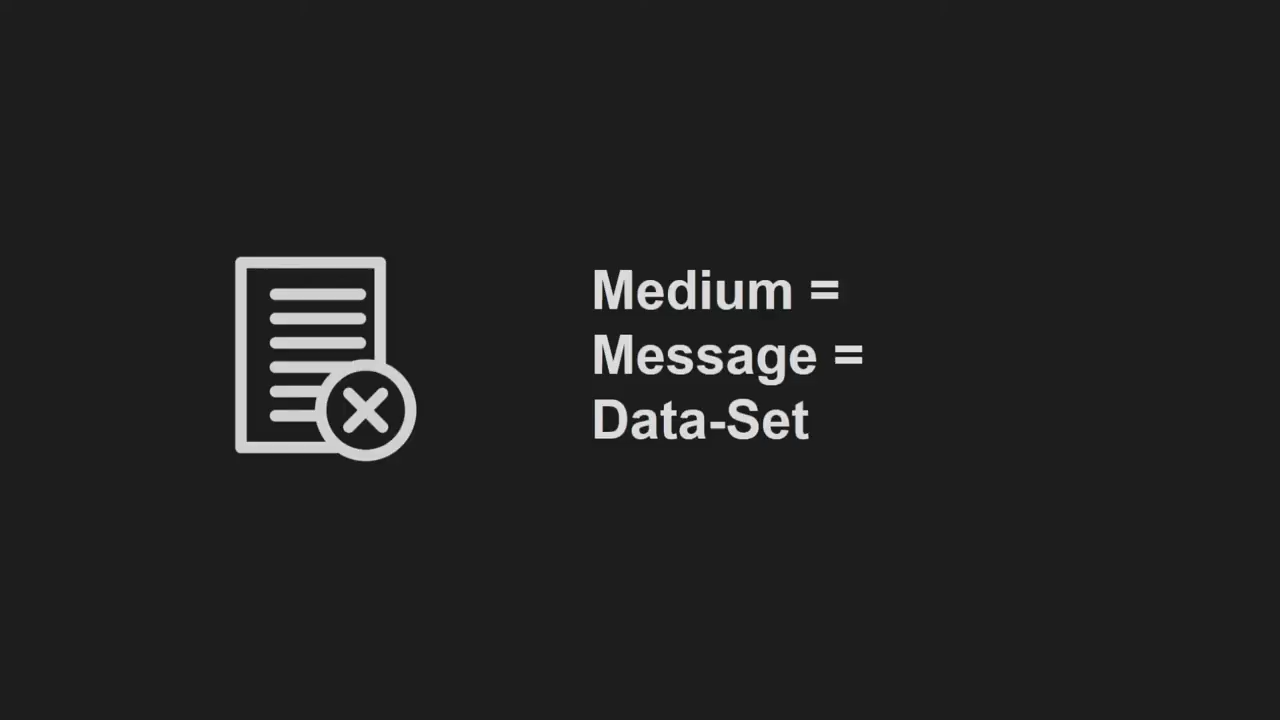 Medium =
Message =
Data-Set